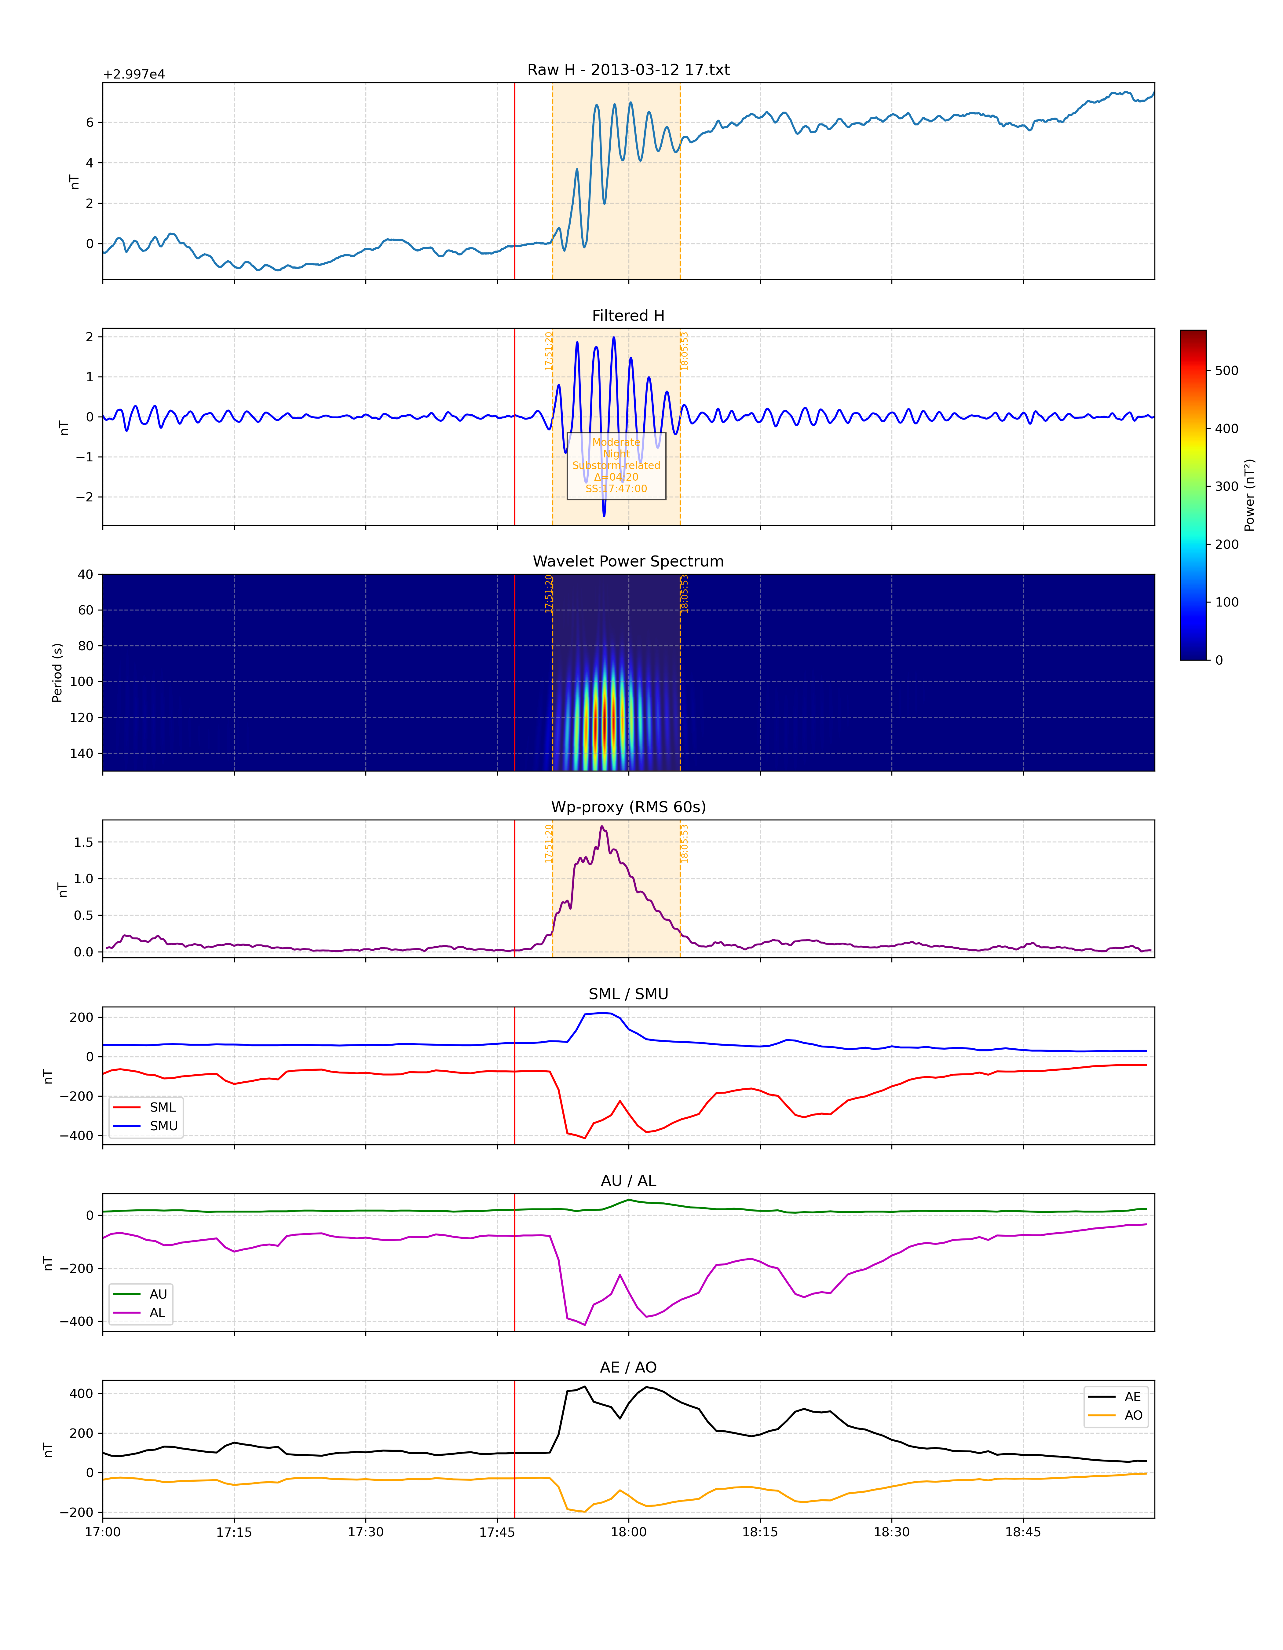 +2.997e4
Raw H - 2013-03-12 17.txt
6
4
2
0
nT
Filtered H
2
1
0
−1
−2
nT
17:51:20
18:05:53
Moderate
Night
Substorm-related
Δ=04:20
SS:17:47:00
500
400
300
200
100
0
Power (nT²)
Wavelet Power Spectrum
40
60
80
100
120
140
Period (s)
17:51:20
18:05:53
Wp-proxy (RMS 60s)
1.5
1.0
0.5
0.0
nT
17:51:20
18:05:53
SML / SMU
200
0
−200
−400
nT
SML
SMU
AU / AL
0
−200
−400
nT
AU
AL
AE / AO
400
200
0
−200
nT
AE
AO
17:00
17:15
17:30
17:45
18:00
18:15
18:30
18:45